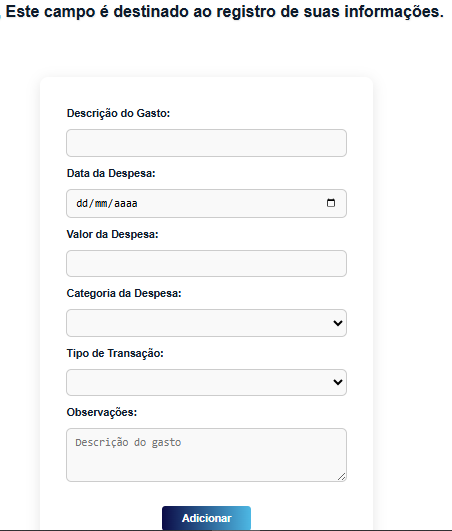 , Este campo é destinado ao registro de suas informações.
Descrição do Gasto:
Data da Despesa:
dd/mm/aaaa
Valor da Despesa:
Categoria da Despesa:
Tipo de Transação:
Observações:
Descrição do gasto
Adicionar